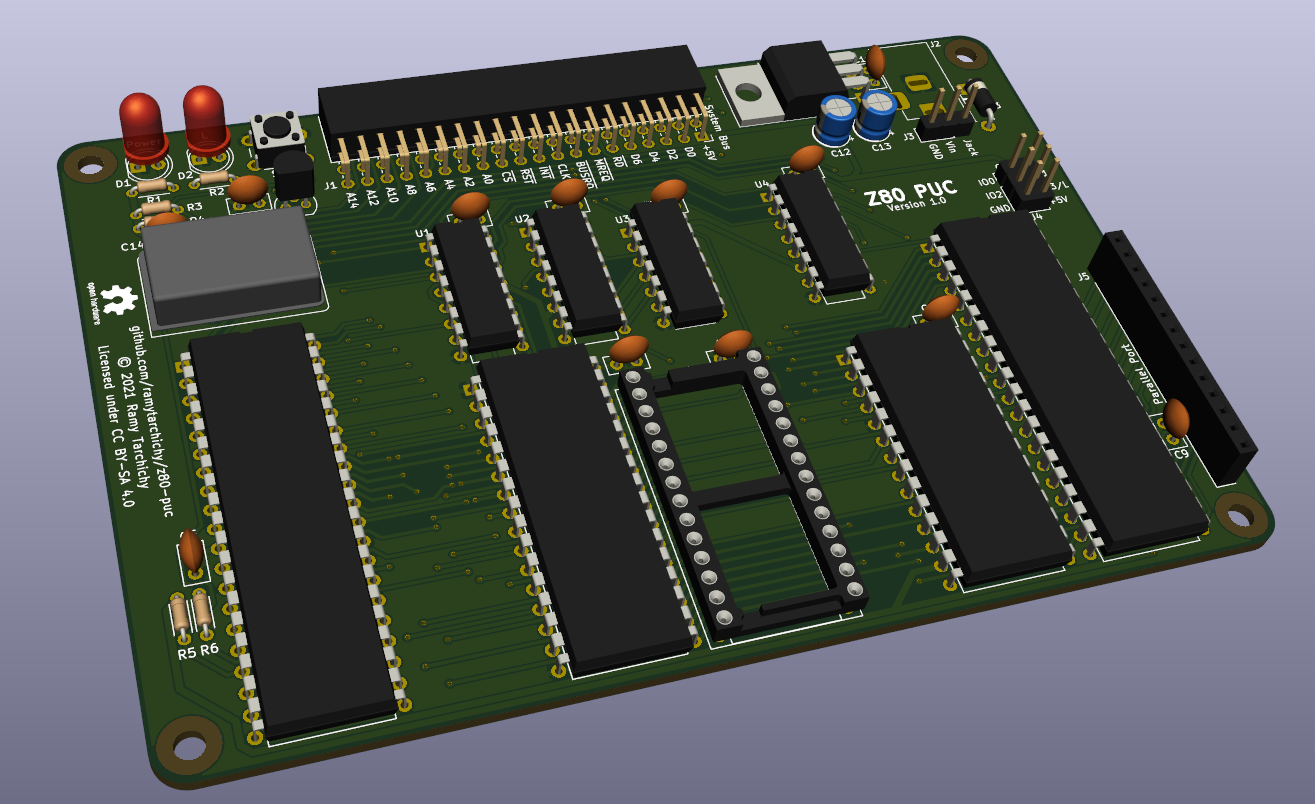 J2
Power
L
System Bus
J3
GND
Vin
Jack
C12
C13
D1
D2
R1
R2
R3
C14
J1
A14
A12
A10
A8
A6
A4
A2
A0
CS
RST
INT
CLK
BUSRQ
MREQ
RD
D6
D4
D2
D0
+5V
U1
U2
U3
U4
Z80 PUC
Version 1.0
IO0
IO2
GND
3/L
+5V
J4
J5
Parallel Port
C9
open hardware
github.com/ramytarchichy/z80-puc
© 2021 Ramy Tarchichy
Licensed under CC BY-SA 4.0
R5 R6